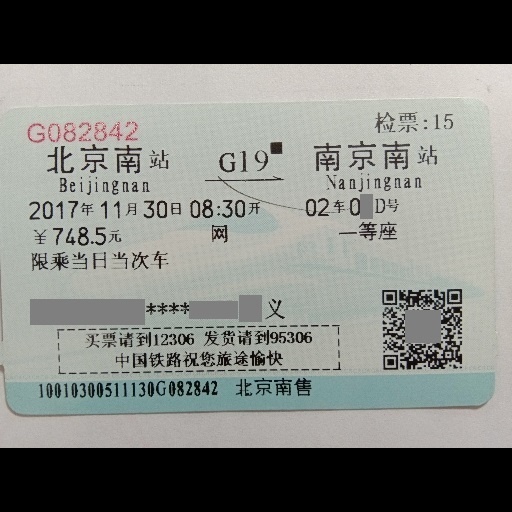 G082842 检票:15
北京南站 G19 南京南站
Beijingnan Nanjingnan
2017年11月30日08:30开 02车0D号
￥748.5元 网 一等座
限乘当日当次车
**** 义
买票请到12306 发货请到95306
中国铁路祝您旅途愉快
10010300511130G082842 北京南售